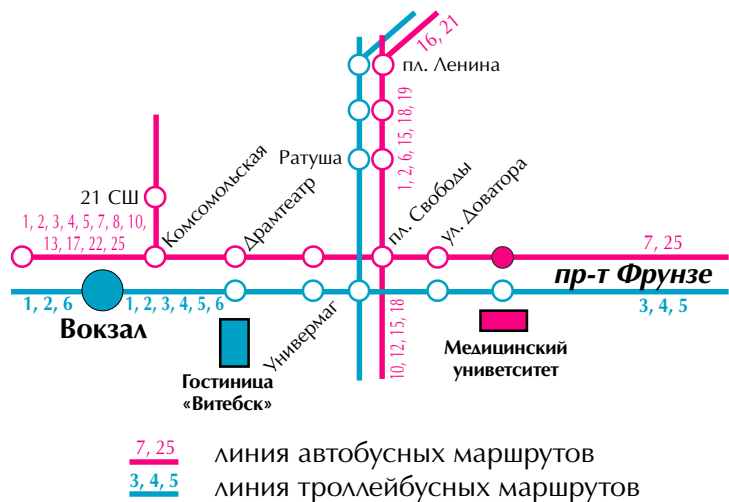 16, 21
пл. Ленина
1, 2, 6, 15, 18, 19
Ратуша
21 СШ
Комсомольская
Драмтеатр
пл. Свободы
ул. Доватора
1, 2, 3, 4, 5, 7, 8, 10,
13, 17, 22, 25
7, 25
пр-т Фрунзе
1, 2, 6
1, 2, 3, 4, 5, 6
3, 4, 5
Вокзал
Универмаг
10, 12, 15, 18
Гостиница
«Витебск»
Медицинский
униветситет
7, 25
линия автобусных маршрутов
3, 4, 5
линия троллейбусных маршрутов